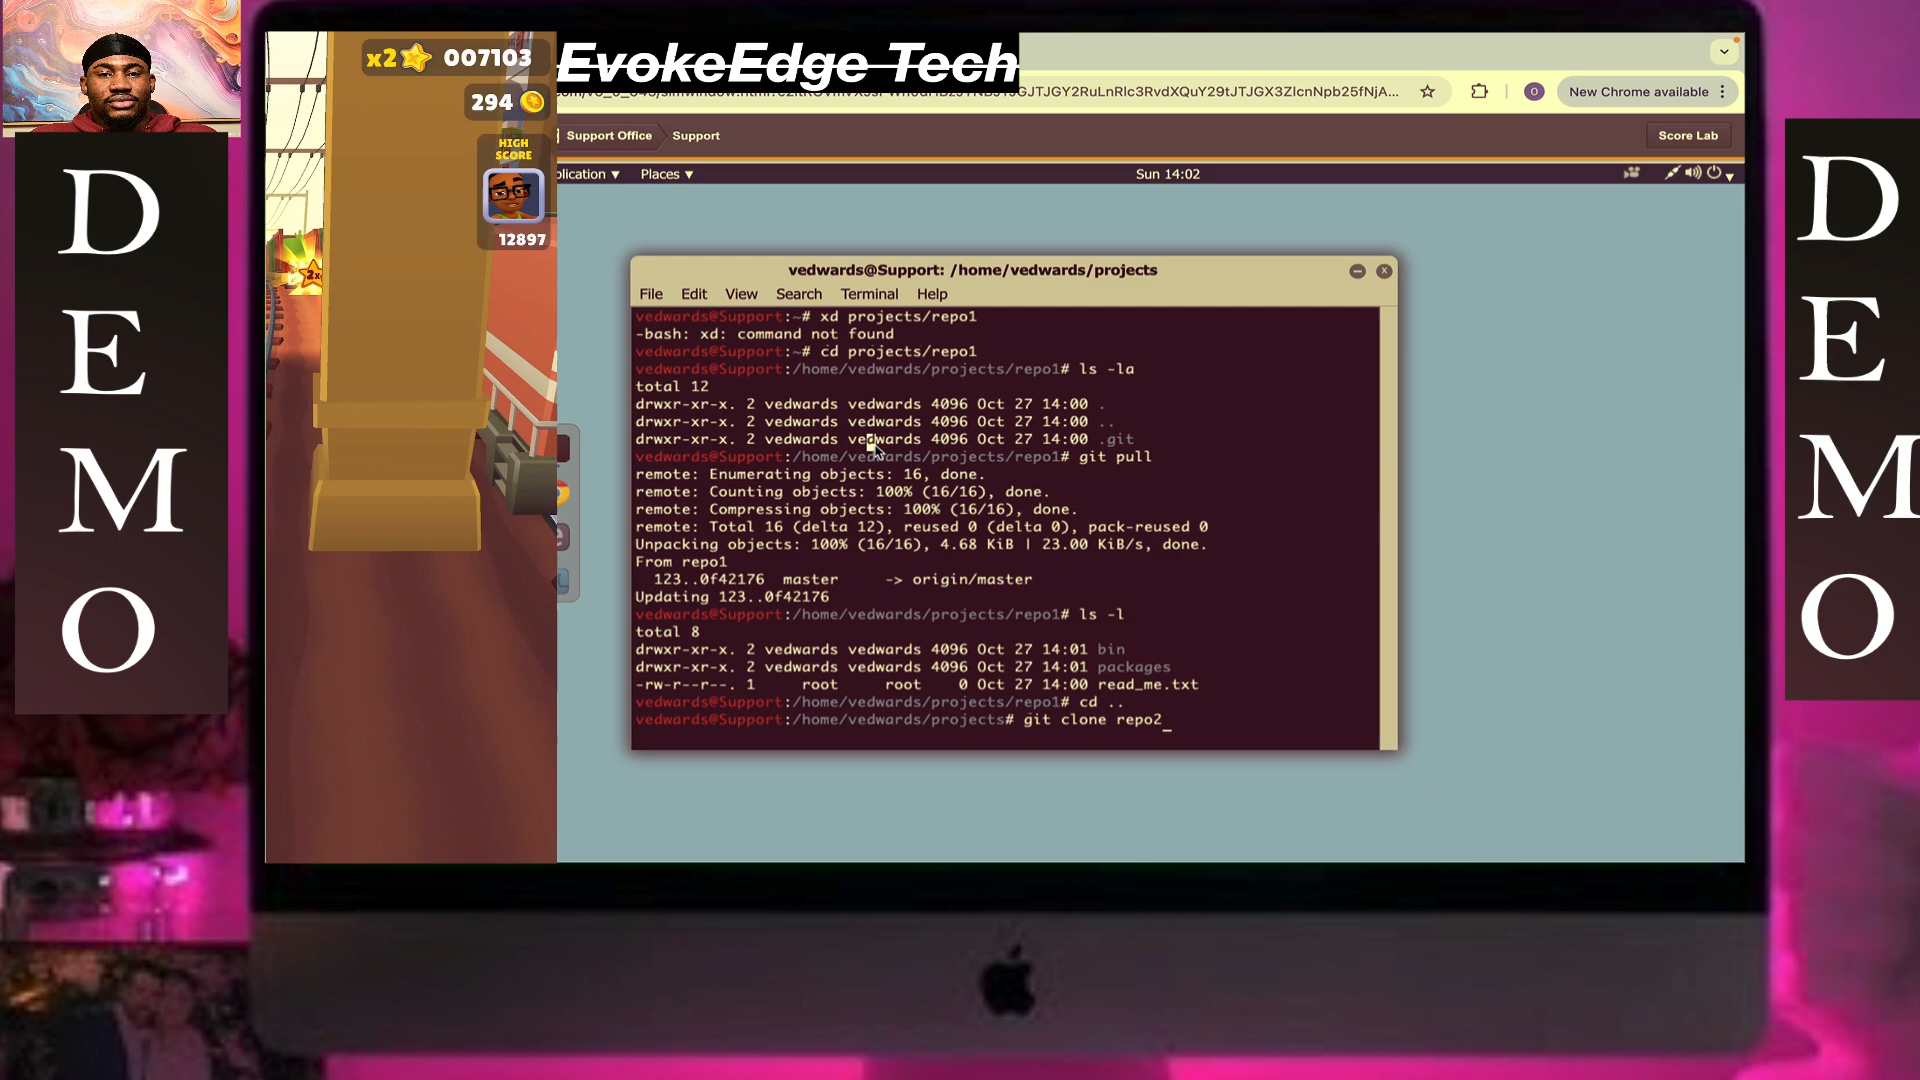 DEMO
x2 007103
294
HIGH
SCORE
12897
EvokeEdge Tech
New Chrome available
Support Office
Support
Score Lab
plication ▼
Places ▼
Sun 14:02
vedwards@Support: /home/vedwards/projects
File Edit View Search Terminal Help
vedwards@Support:~# xd projects/repo1
-bash: xd: command not found
vedwards@Support:~# cd projects/repo1
vedwards@Support:/home/vedwards/projects/repo1# ls -la
total 12
drwxr-xr-x. 2 vedwards vedwards 4096 Oct 27 14:00 .
drwxr-xr-x. 2 vedwards vedwards 4096 Oct 27 14:00 ..
drwxr-xr-x. 2 vedwards vedwards 4096 Oct 27 14:00 .git
vedwards@Support:/home/vedwards/projects/repo1# git pull
remote: Enumerating objects: 16, done.
remote: Counting objects: 100% (16/16), done.
remote: Compressing objects: 100% (16/16), done.
remote: Total 16 (delta 12), reused 0 (delta 0), pack-reused 0
Unpacking objects: 100% (16/16), 4.68 KiB | 23.00 KiB/s, done.
From repo1
123..0f42176 master -> origin/master
Updating 123..0f42176
vedwards@Support:/home/vedwards/projects/repo1# ls -l
total 8
drwxr-xr-x. 2 vedwards vedwards 4096 Oct 27 14:01 bin
drwxr-xr-x. 2 vedwards vedwards 4096 Oct 27 14:01 packages
-rw-r--r--. 1 root root 0 Oct 27 14:00 read_me.txt
vedwards@Support:/home/vedwards/projects/repo1# cd ..
vedwards@Support:/home/vedwards/projects# git clone repo2_
DEMO